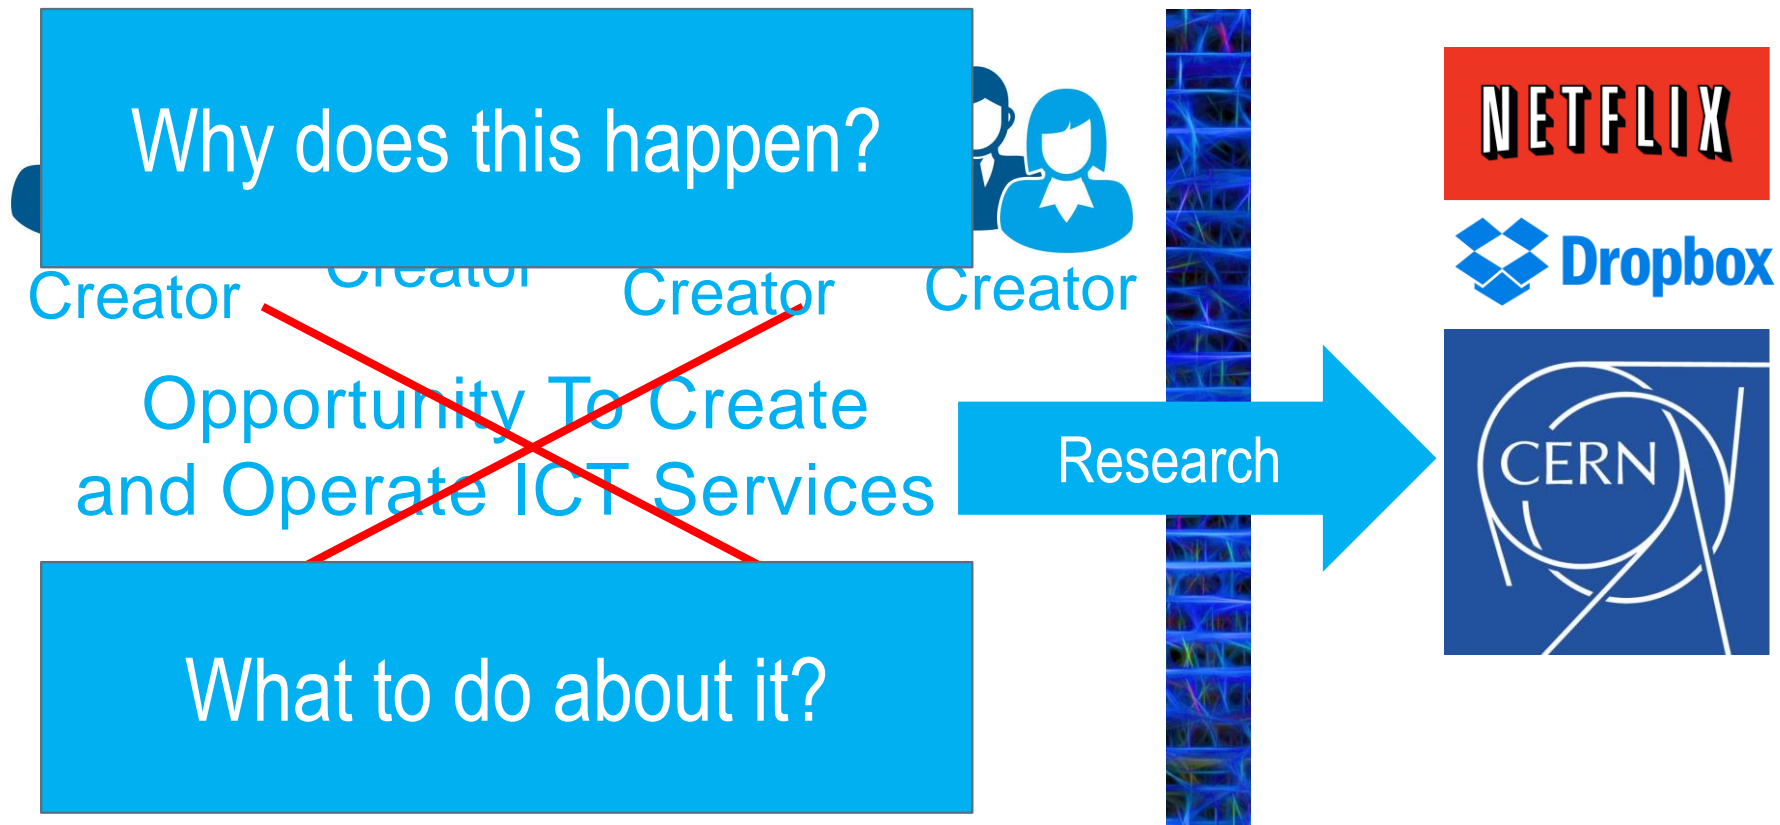 Why does this happen?
Creator
Creator
Creator
Creator
Opportunity To Create
and Operate ICT Services
What to do about it?
Research
NETFLIX
Dropbox
CERN